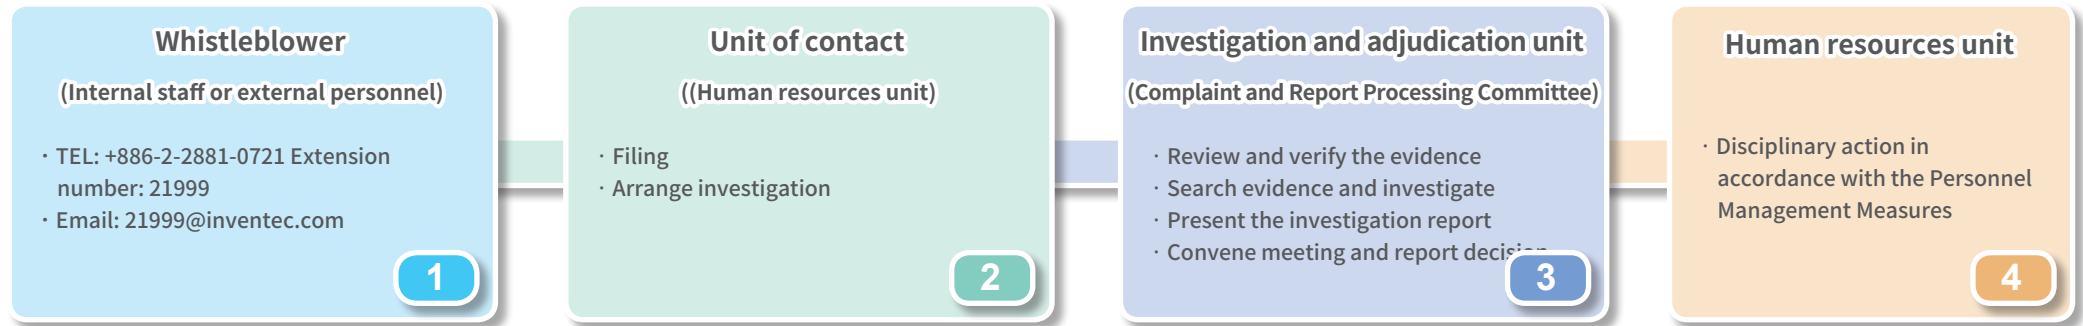 Whistleblower
(Internal staff or external personnel)
· TEL: +886-2-2881-0721 Extension
number: 21999
· Email: 21999@inventec.com
1
Unit of contact
((Human resources unit)
· Filing
· Arrange investigation
2
Investigation and adjudication unit
(Complaint and Report Processing Committee)
· Review and verify the evidence
· Search evidence and investigate
· Present the investigation report
· Convene meeting and report decision
3
Human resources unit
· Disciplinary action in
accordance with the Personnel
Management Measures
4